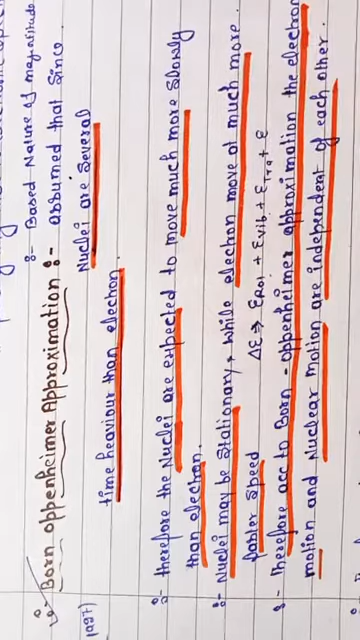 :- Based Nature of magnatitude
Born oppenheimer Approximation :- assumed that since
(1927)
Nuclei are several
time heaviour than electron.
:- therefore the Nuclei are expected to move much more slowly
than electron.
:- Nuclei may be stationary, while electron move at much more
faster speed ΔE ⇒ EROt + Evib + ETra + E
:- Therefore acc to Born - oppenheimer approximation the electron
motion and Nuclear motion are independent of each other.